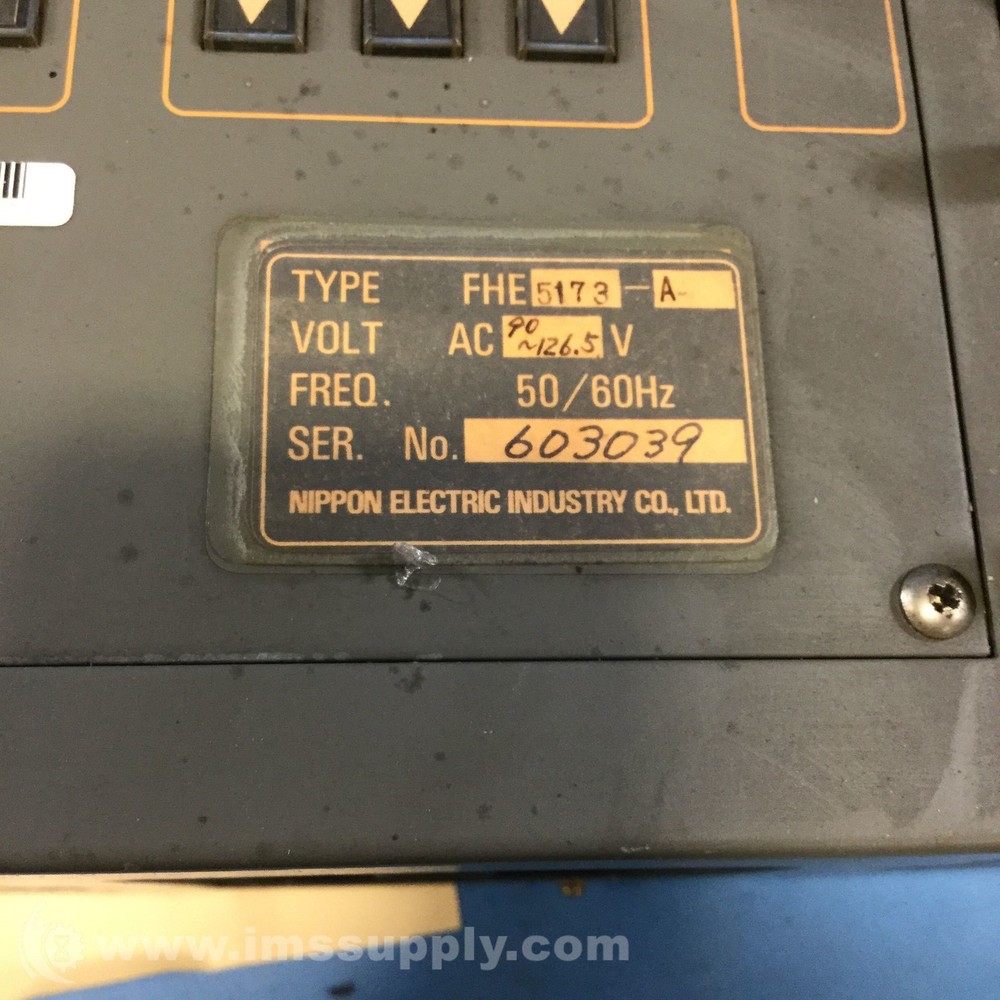 TYPE FHE 5173 - A-
VOLT AC 90 ~126.5 V
FREQ. 50/60Hz
SER. No. 603039
NIPPON ELECTRIC INDUSTRY CO., LTD.
www.imssupply.com